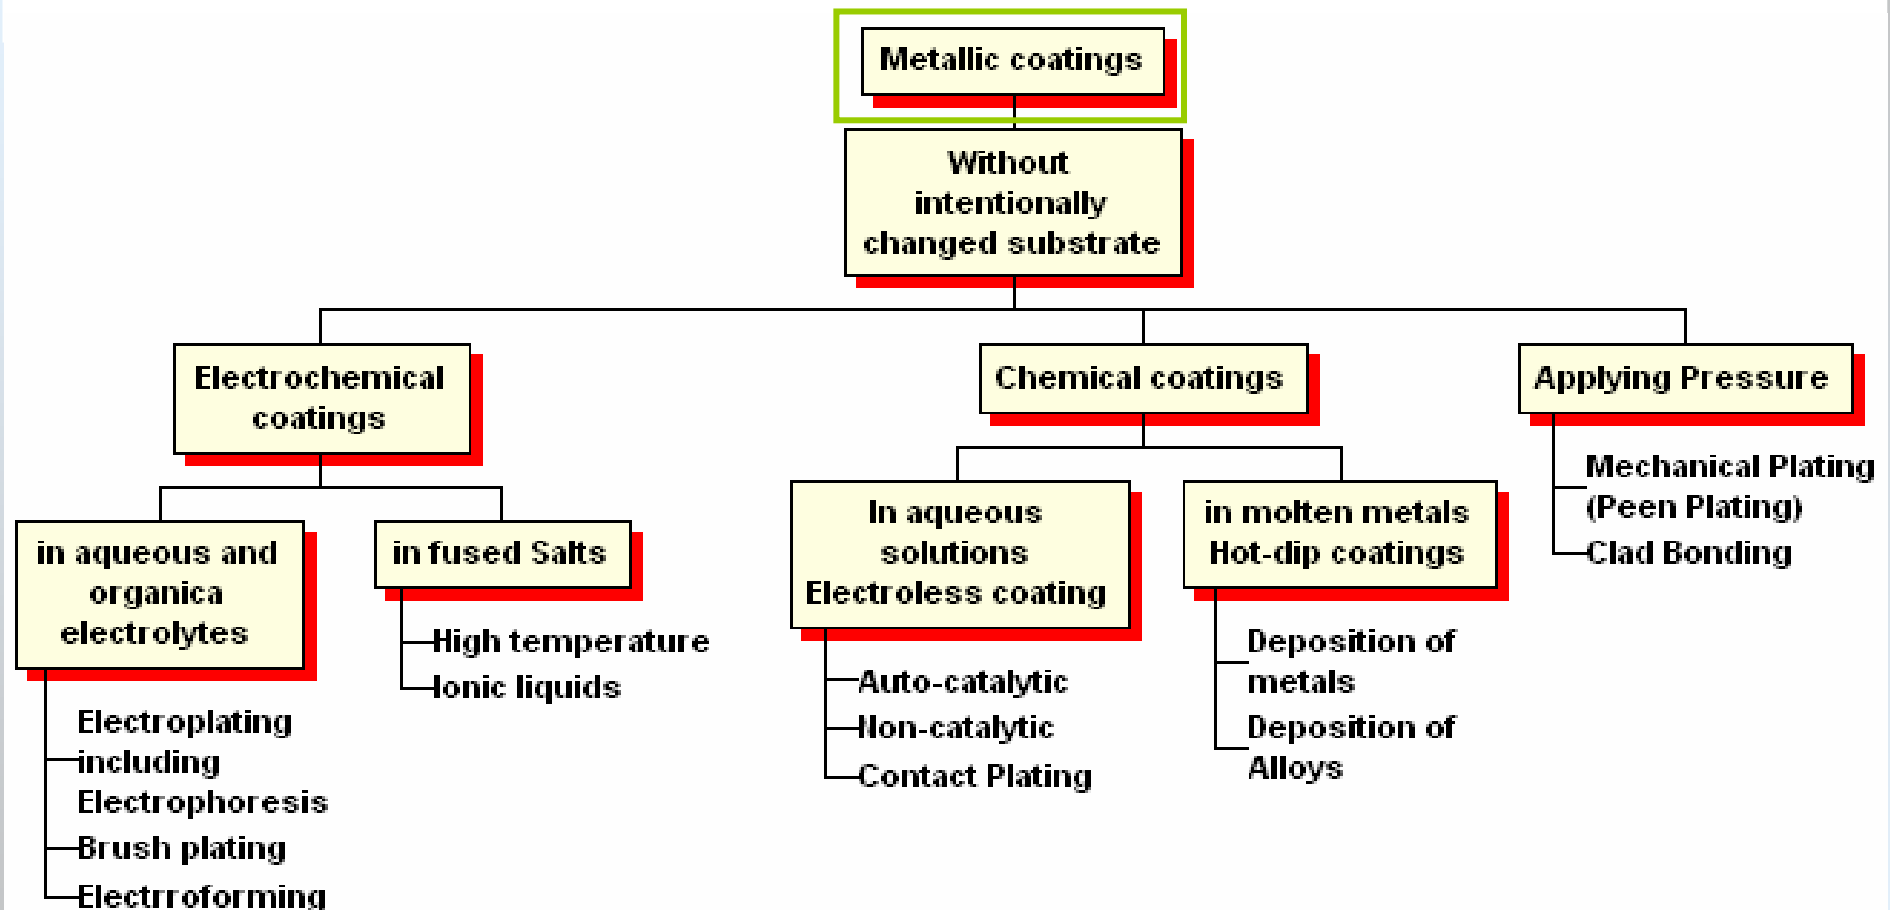 Metallic coatings
Without
intentionally
changed substrate
Electrochemical
coatings
Chemical coatings
Applying Pressure
in aqueous and
organica
electrolytes
in fused Salts
In aqueous
solutions
Electroless coating
in molten metals
Hot-dip coatings
Mechanical Plating
(Peen Plating)
Clad Bonding
High temperature
Ionic liquids
Electroplating
including
Electrophoresis
Brush plating
Electrroforming
Auto-catalytic
Non-catalytic
Contact Plating
Deposition of
metals
Deposition of
Alloys